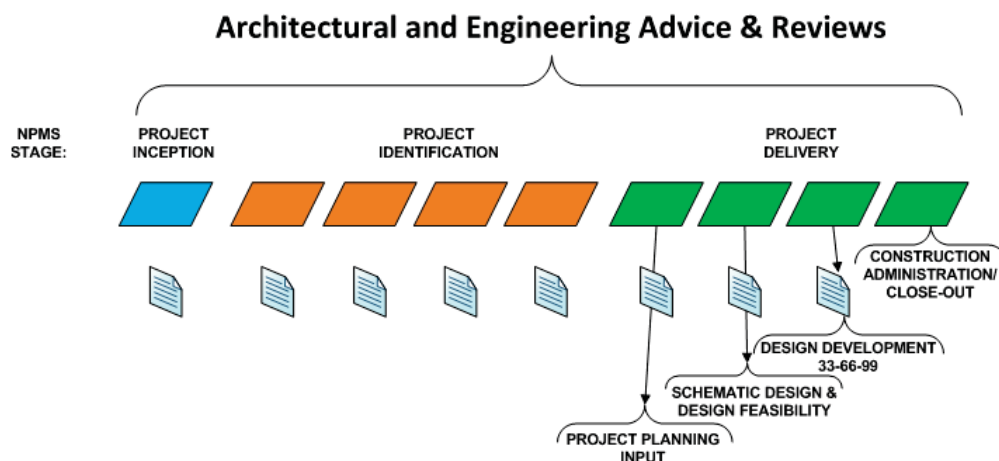 Architectural and Engineering Advice & Reviews
NPMS
STAGE:
PROJECT
INCEPTION
PROJECT
IDENTIFICATION
PROJECT
DELIVERY
CONSTRUCTION
ADMINISTRATION/
CLOSE-OUT
DESIGN DEVELOPMENT
33-66-99
SCHEMATIC DESIGN &
DESIGN FEASIBILITY
PROJECT PLANNING
INPUT